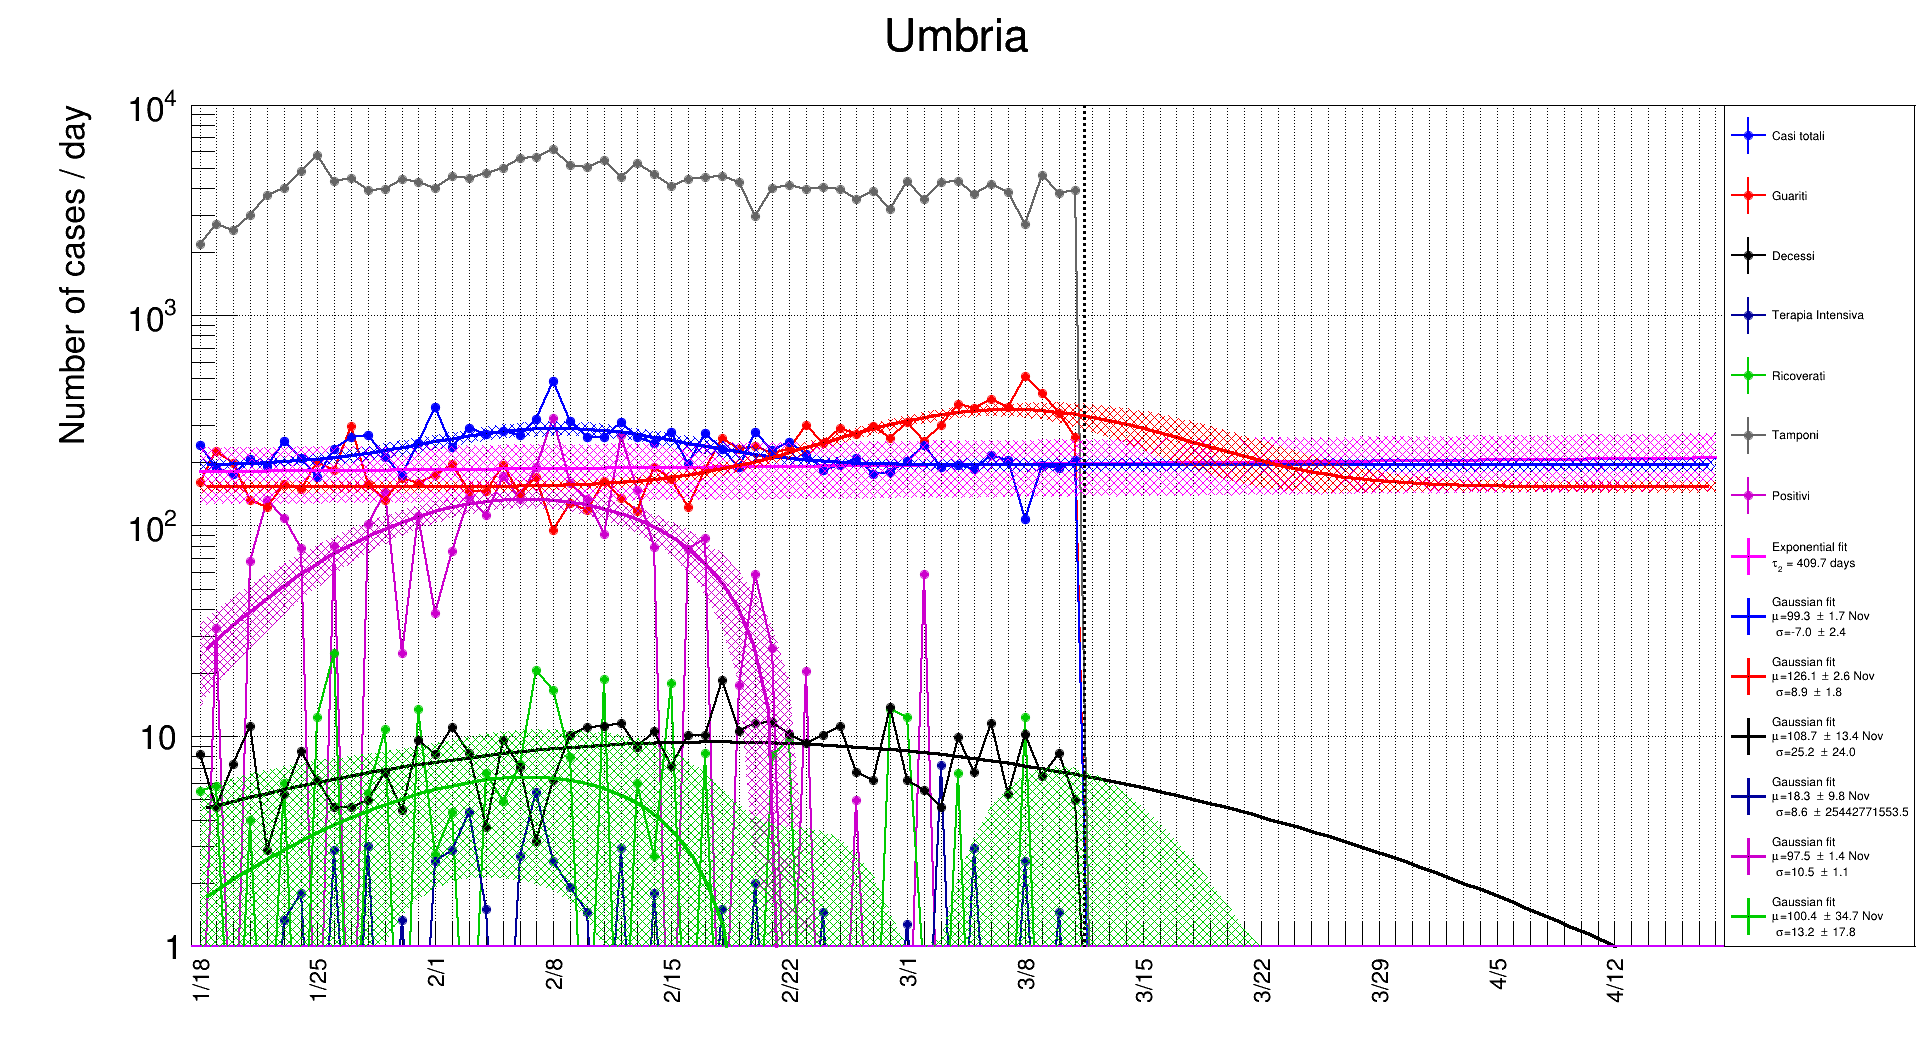 Umbria
Number of cases / day
10⁴
10³
10²
10
1
1/18
1/25
2/1
2/8
2/15
2/22
3/1
3/8
3/15
3/22
3/29
4/5
4/12
Casi totali
Guariti
Decessi
Terapia Intensiva
Ricoverati
Tamponi
Positivi
Exponential fit
τ₂ = 409.7 days
Gaussian fit
μ=99.3 ± 1.7 Nov
σ=-7.0 ± 2.4
Gaussian fit
μ=126.1 ± 2.6 Nov
σ=8.9 ± 1.8
Gaussian fit
μ=108.7 ± 13.4 Nov
σ=25.2 ± 24.0
Gaussian fit
μ=18.3 ± 9.8 Nov
σ=8.6 ± 25442771553.5
Gaussian fit
μ=97.5 ± 1.4 Nov
σ=10.5 ± 1.1
Gaussian fit
μ=100.4 ± 34.7 Nov
σ=13.2 ± 17.8